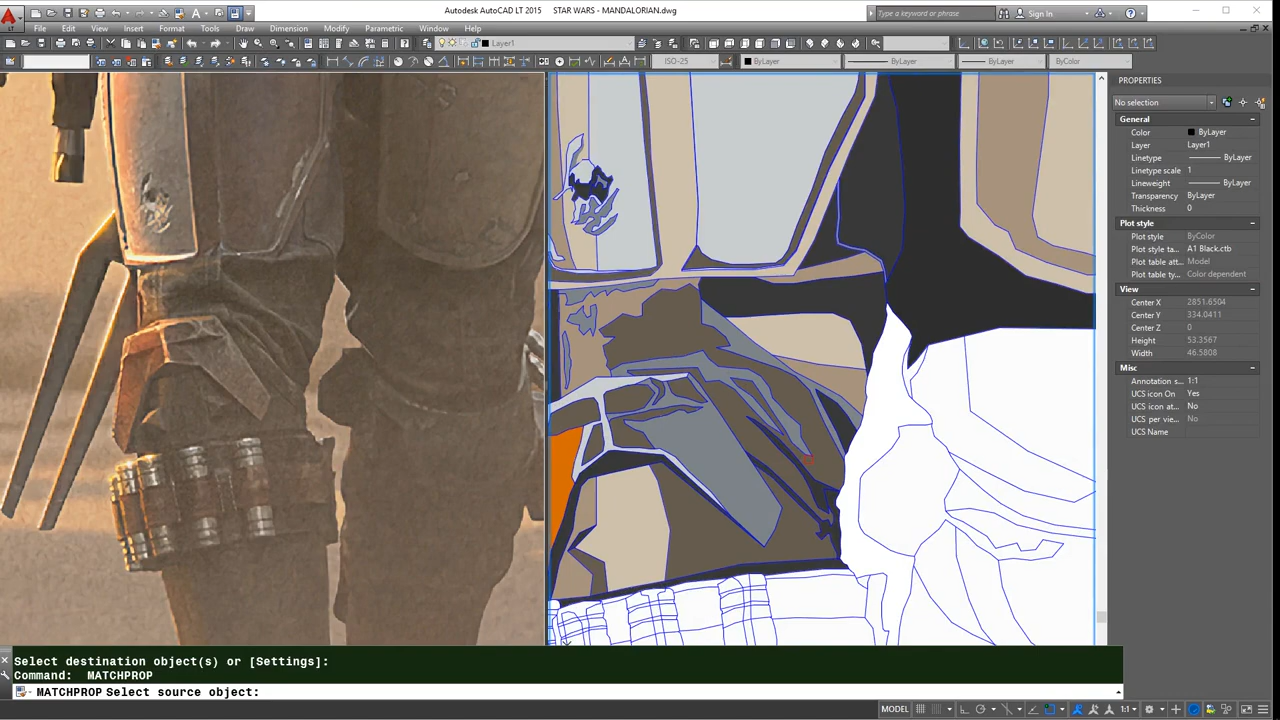 Autodesk AutoCAD LT 2015 STAR WARS - MANDALORIAN.dwg
Type a keyword or phrase
Sign In
LT
File Edit View Insert Format Tools Draw Dimension Modify Parametric Window Help
Layer1
ISO-25
ByLayer
ByLayer
ByLayer
ByColor
PROPERTIES
No selection
General
Color ByLayer
Layer Layer1
Linetype ByLayer
Linetype scale 1
Lineweight ByLayer
Transparency ByLayer
Thickness 0
Plot style
Plot style ByColor
Plot style ta... A1 Black.ctb
Plot table att... Model
Plot table ty... Color dependent
View
Center X 2851.6504
Center Y 334.0411
Center Z 0
Height 53.3567
Width 46.5808
Misc
Annotation s... 1:1
UCS icon On Yes
UCS icon at... No
UCS per vie... No
UCS Name
Select destination object(s) or [Settings]:
Command: MATCHPROP
MATCHPROP Select source object:
MODEL
1:1